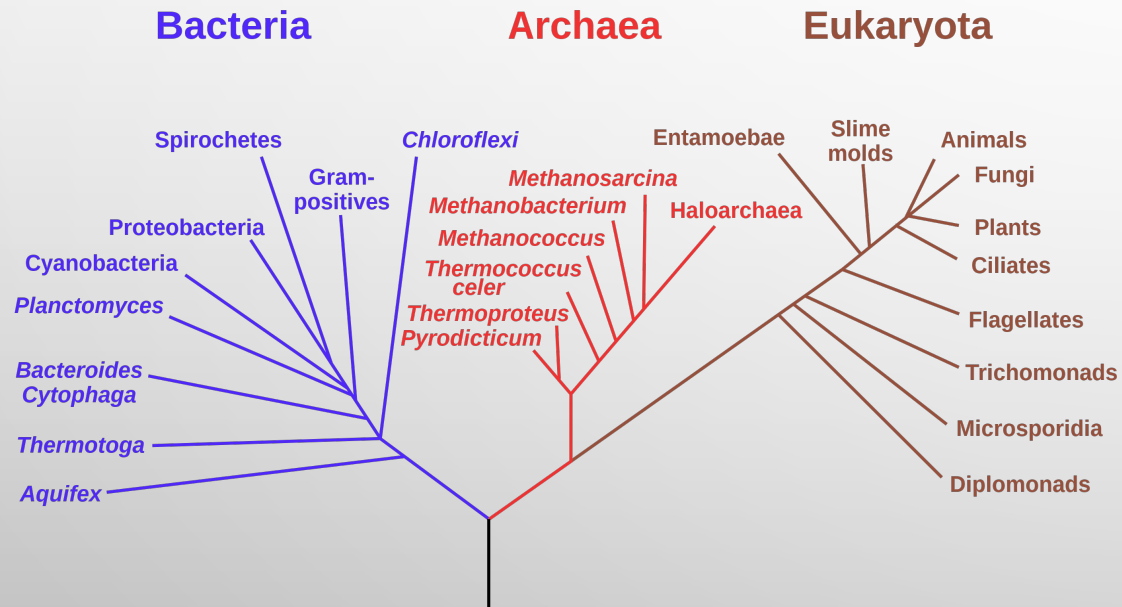 Bacteria
Archaea
Eukaryota
Spirochetes
Gram-
positives
Chloroflexi
Proteobacteria
Cyanobacteria
Planctomyces
Bacteroides
Cytophaga
Thermotoga
Aquifex
Methanosarcina
Methanobacterium
Haloarchaea
Methanococcus
Thermococcus
celer
Thermoproteus
Pyrodicticum
Entamoebae
Slime
molds
Animals
Fungi
Plants
Ciliates
Flagellates
Trichomonads
Microsporidia
Diplomonads